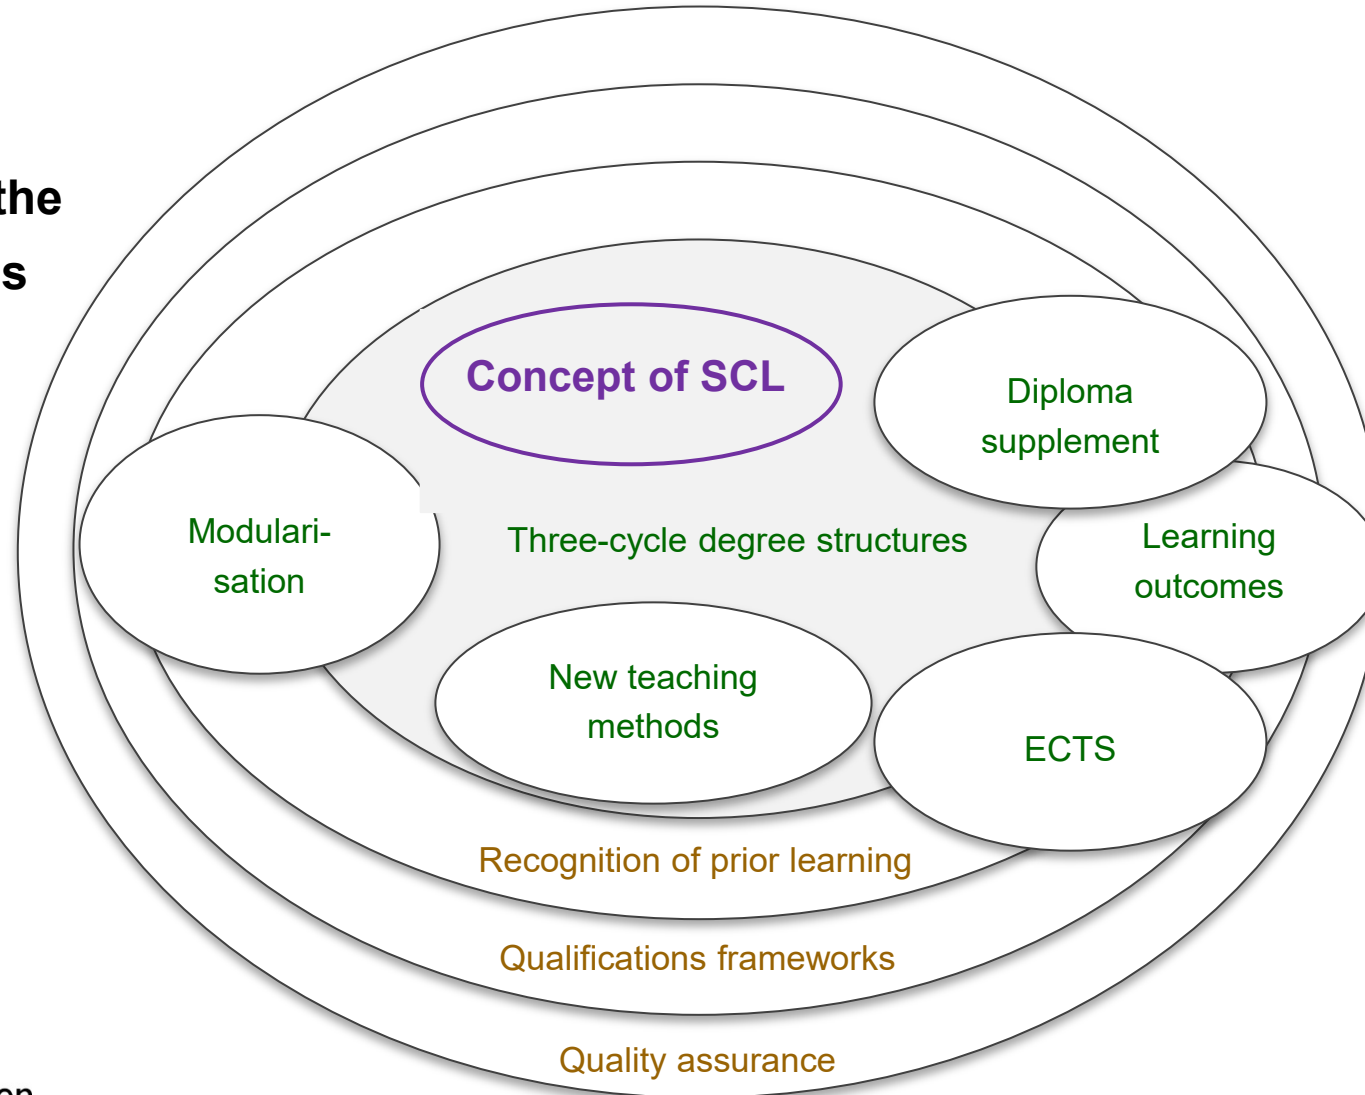 the
s
Concept of SCL
Diploma
supplement
Modulari-
sation
Three-cycle degree structures
Learning
outcomes
New teaching
methods
ECTS
Recognition of prior learning
Qualifications frameworks
Quality assurance